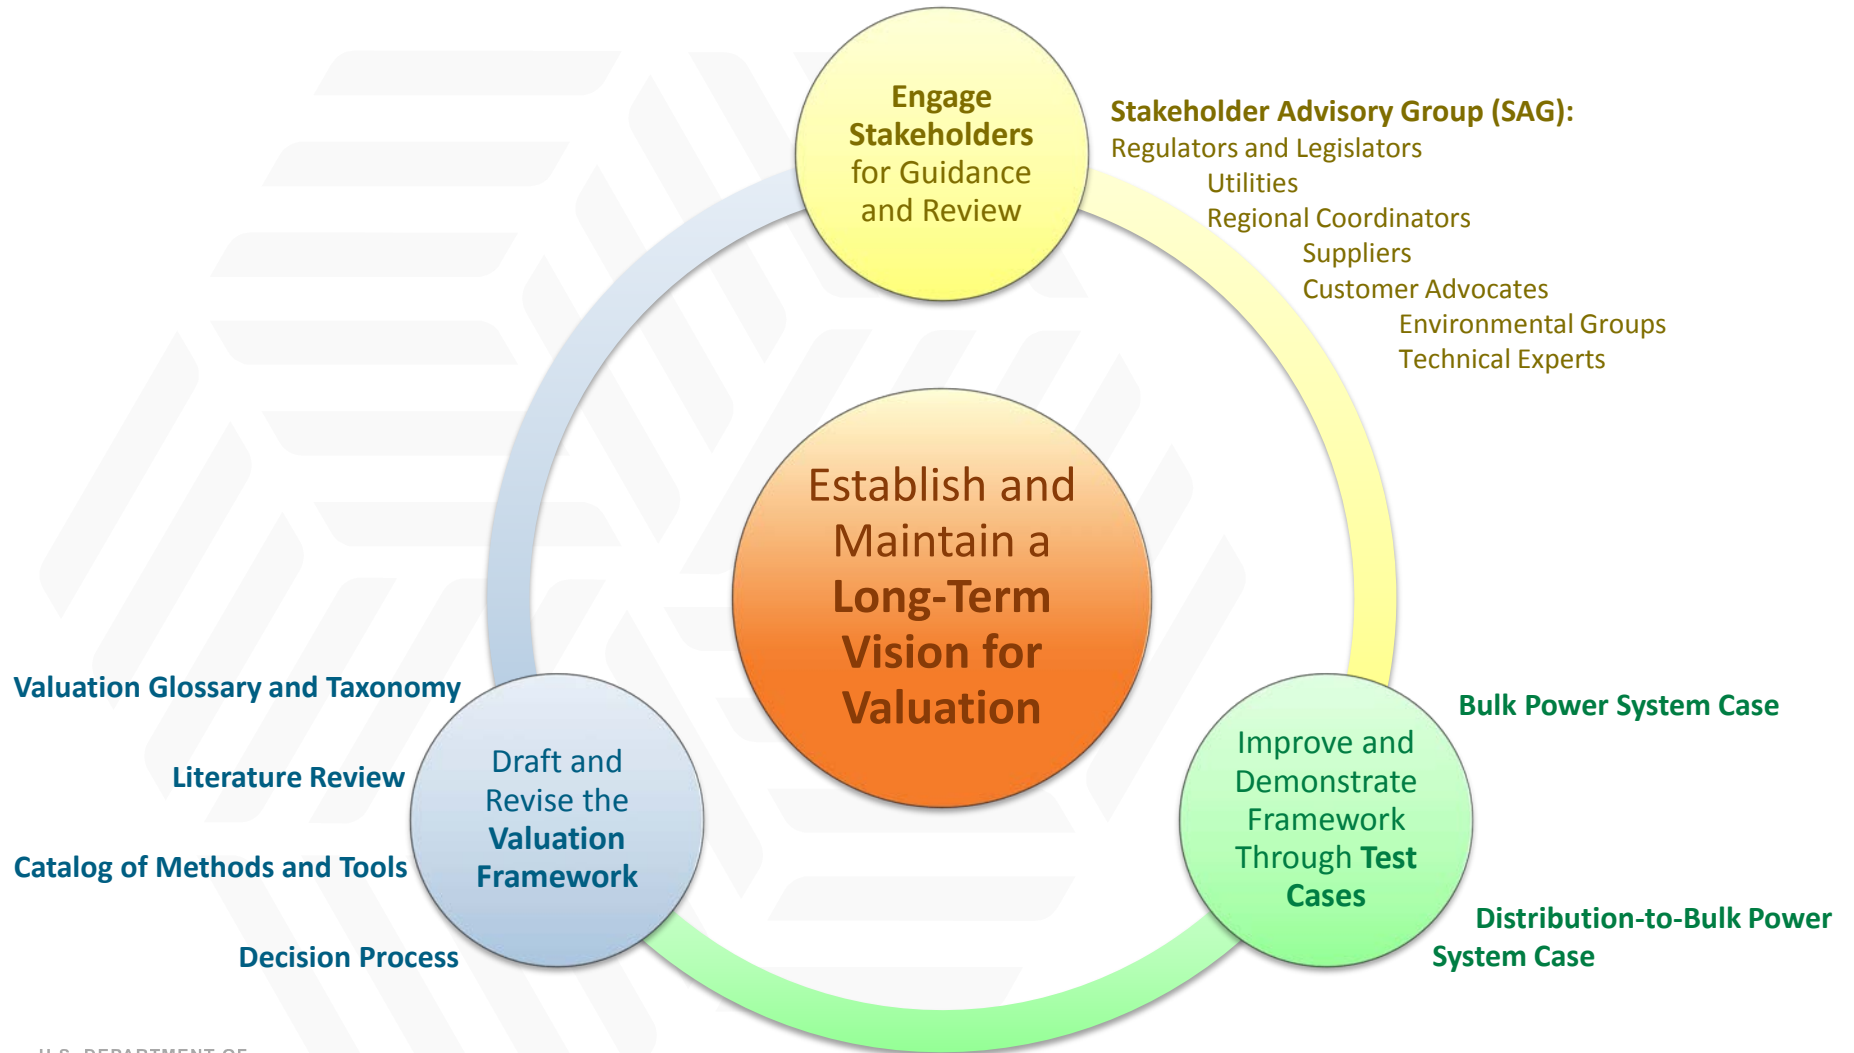 Engage
Stakeholders
for Guidance
and Review
Stakeholder Advisory Group (SAG):
Regulators and Legislators
Utilities
Regional Coordinators
Suppliers
Customer Advocates
Environmental Groups
Technical Experts
Establish and
Maintain a
Long-Term
Vision for
Valuation
Valuation Glossary and Taxonomy
Literature Review
Catalog of Methods and Tools
Decision Process
Draft and
Revise the
Valuation
Framework
Improve and
Demonstrate
Framework
Through Test
Cases
Bulk Power System Case
Distribution-to-Bulk Power
System Case
U.S. DEPARTMENT OF